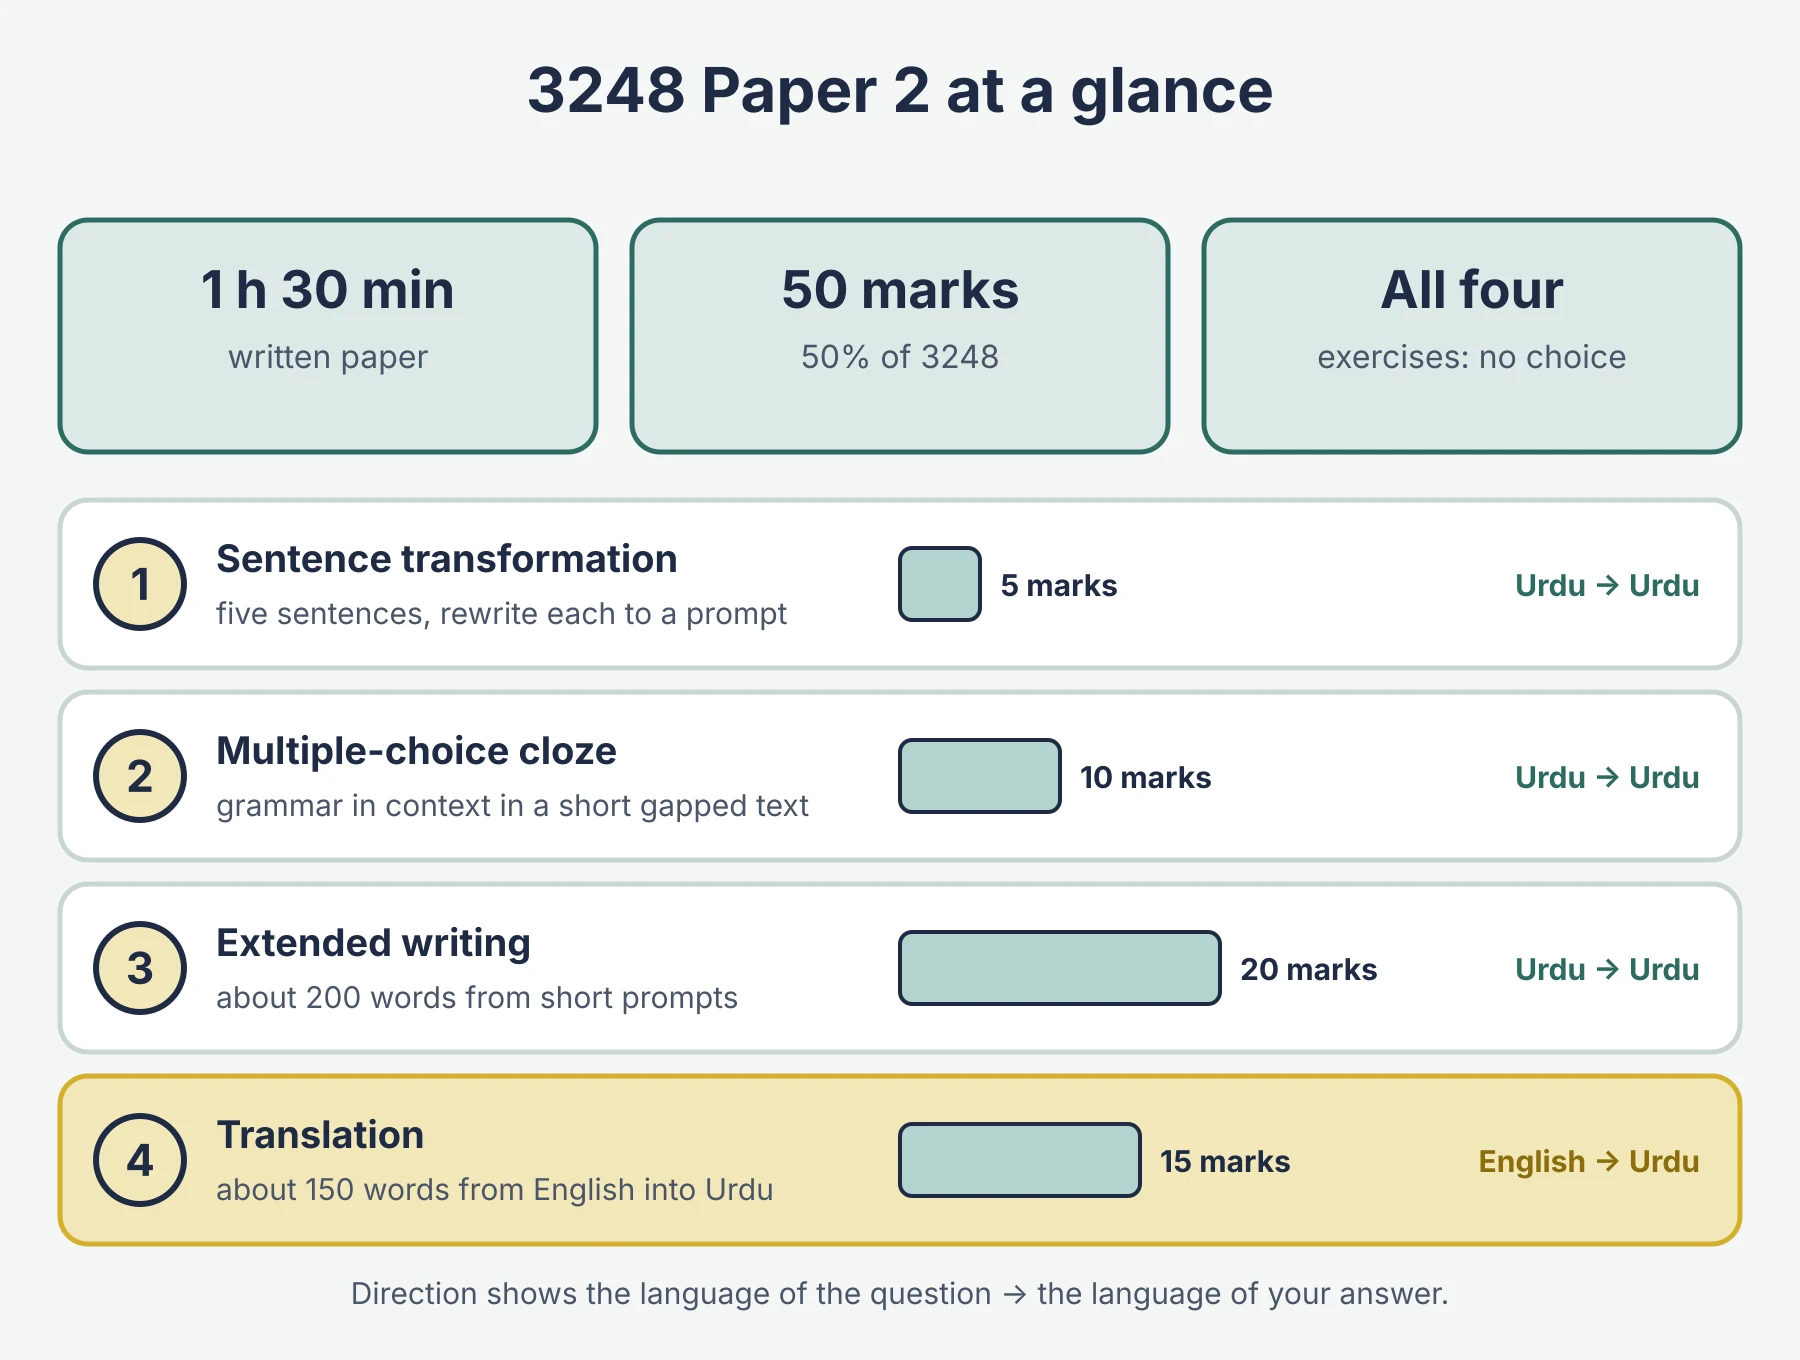 3248 Paper 2 at a glance
1 h 30 min
written paper
50 marks
50% of 3248
All four
exercises: no choice
1
Sentence transformation
five sentences, rewrite each to a prompt
5 marks
Urdu → Urdu
2
Multiple-choice cloze
grammar in context in a short gapped text
10 marks
Urdu → Urdu
3
Extended writing
about 200 words from short prompts
20 marks
Urdu → Urdu
4
Translation
about 150 words from English into Urdu
15 marks
English → Urdu
Direction shows the language of the question → the language of your answer.